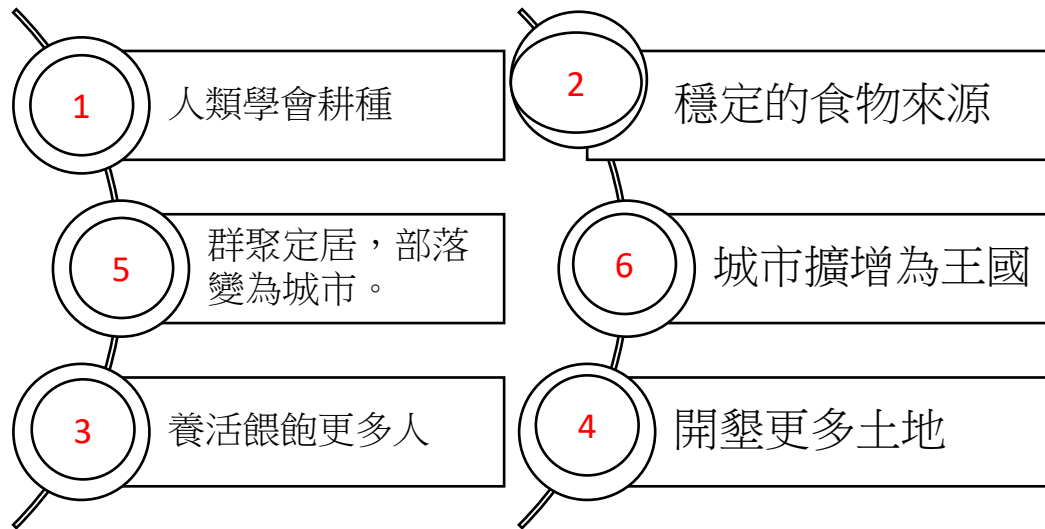 1
人類學會耕種
2
穩定的食物來源
5
群聚定居，部落
變為城市。
6
城市擴增為王國
3
養活餵飽更多人
4
開墾更多土地